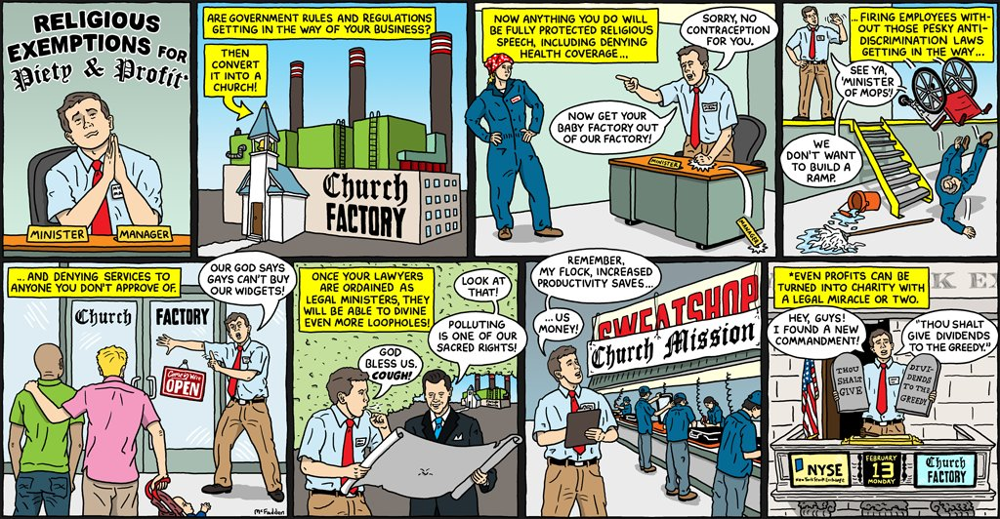 RELIGIOUS
EXEMPTIONS FOR
Piety & Profit*
MINISTER
MANAGER
ARE GOVERNMENT RULES AND REGULATIONS
GETTING IN THE WAY OF YOUR BUSINESS?
THEN
CONVERT
IT INTO A
CHURCH!
Church
FACTORY
NOW ANYTHING YOU DO WILL
BE FULLY PROTECTED RELIGIOUS
SPEECH, INCLUDING DENYING
HEALTH COVERAGE...
SORRY, NO
CONTRACEPTION
FOR YOU.
NOW GET YOUR
BABY FACTORY OUT
OF OUR FACTORY!
MINISTER
MANAGER
...FIRING EMPLOYEES WITH-
OUT THOSE PESKY ANTI-
DISCRIMINATION LAWS
GETTING IN THE WAY...
SEE YA,
'MINISTER
OF MOPS'!
WE
DON'T WANT
TO BUILD A
RAMP.
...AND DENYING SERVICES TO
ANYONE YOU DON'T APPROVE OF.
OUR GOD SAYS
GAYS CAN'T BUY
OUR WIDGETS!
Church
FACTORY
Come in We're
OPEN
McFadden
ONCE YOUR LAWYERS
ARE ORDAINED AS
LEGAL MINISTERS, THEY
WILL BE ABLE TO DIVINE
EVEN MORE LOOPHOLES!
LOOK AT
THAT!
POLLUTING
IS ONE OF OUR
SACRED RIGHTS!
GOD
BLESS US.
COUGH!
REMEMBER,
MY FLOCK, INCREASED
PRODUCTIVITY SAVES...
...US
MONEY!
SWEATSHOP
Church Mission
*EVEN PROFITS CAN BE
TURNED INTO CHARITY WITH
A LEGAL MIRACLE OR TWO.
K EX
HEY, GUYS!
I FOUND A NEW
COMMANDMENT!
"THOU SHALT
GIVE DIVIDENDS
TO THE GREEDY."
THOU
SHALT
GIVE
DIVI-
DENDS
TO THE
GREEDY
NYSE
New York Stock Exchange
FEBRUARY
13
MONDAY
Church
FACTORY